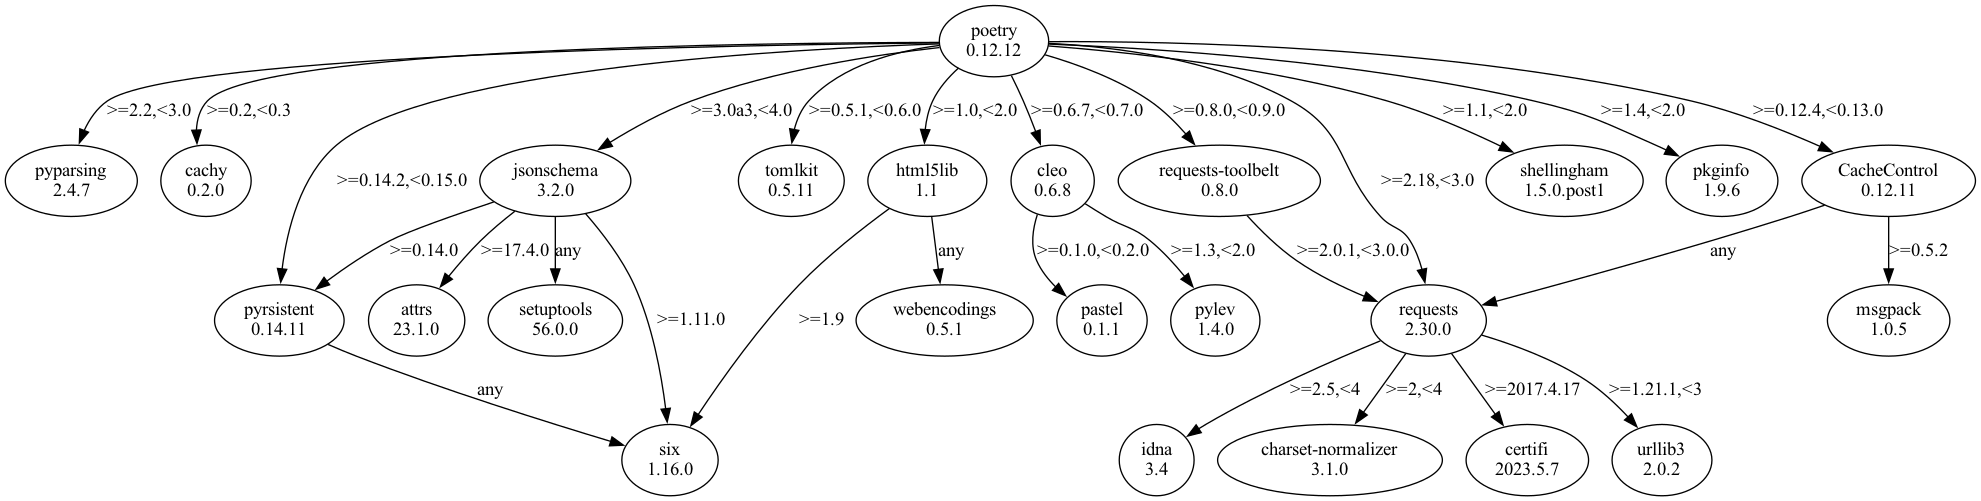 poetry
0.12.12
>=2.2,<3.0
>=0.2,<0.3
>=3.0a3,<4.0
>=0.5.1,<0.6.0
>=1.0,<2.0
>=0.6.7,<0.7.0
>=0.8.0,<0.9.0
>=1.1,<2.0
>=1.4,<2.0
>=0.12.4,<0.13.0
pyparsing
2.4.7
cachy
0.2.0
>=0.14.2,<0.15.0
jsonschema
3.2.0
tomlkit
0.5.11
html5lib
1.1
cleo
0.6.8
requests-toolbelt
0.8.0
>=2.18,<3.0
shellingham
1.5.0.post1
pkginfo
1.9.6
CacheControl
0.12.11
>=0.14.0
>=17.4.0
any
any
>=0.1.0,<0.2.0
>=1.3,<2.0
>=2.0.1,<3.0.0
any
>=0.5.2
pyrsistent
0.14.11
attrs
23.1.0
setuptools
56.0.0
>=1.11.0
>=1.9
webencodings
0.5.1
pastel
0.1.1
pylev
1.4.0
requests
2.30.0
msgpack
1.0.5
any
>=2.5,<4
>=2,<4
>=2017.4.17
>=1.21.1,<3
six
1.16.0
idna
3.4
charset-normalizer
3.1.0
certifi
2023.5.7
urllib3
2.0.2